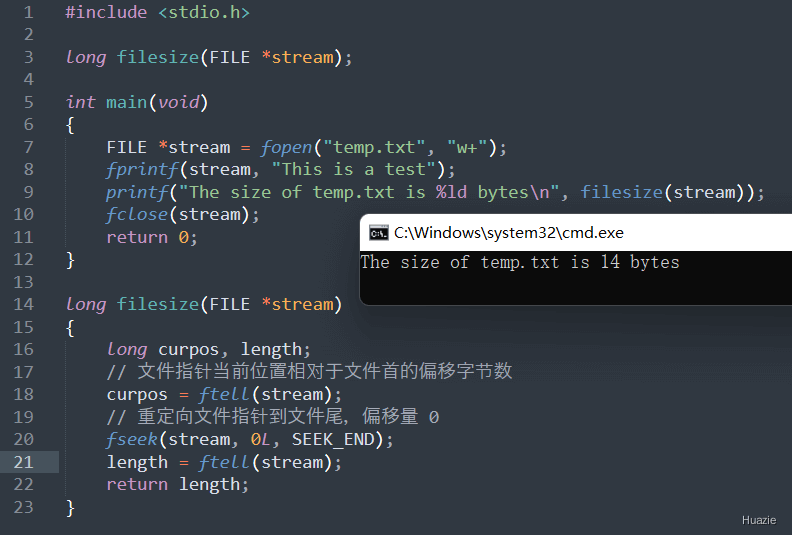 1 #include <stdio.h>
2
3 long filesize(FILE *stream);
4
5 int main(void)
6 {
7     FILE *stream = fopen("temp.txt", "w+");
8     fprintf(stream, "This is a test");
9     printf("The size of temp.txt is %ld bytes\n", filesize(stream));
10     fclose(stream);
11     return 0;
12 }
13
14 long filesize(FILE *stream)
15 {
16     long curpos, length;
17     // 文件指针当前位置相对于文件首的偏移字节数
18     curpos = ftell(stream);
19     // 重定向文件指针到文件尾，偏移量 0
20     fseek(stream, 0L, SEEK_END);
21     length = ftell(stream);
22     return length;
23 }
C:\Windows\system32\cmd.exe
The size of temp.txt is 14 bytes
Huazie